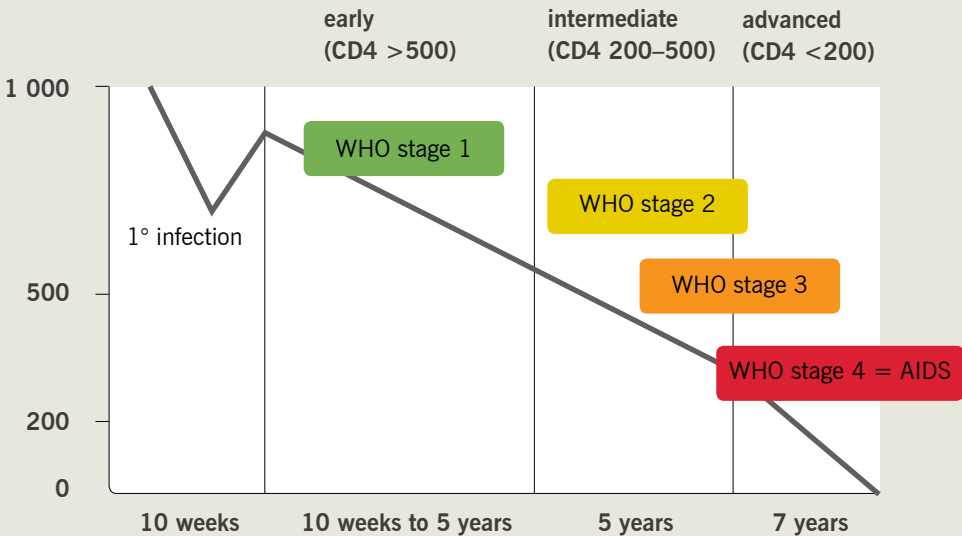 early
(CD4 >500)
intermediate
(CD4 200–500)
advanced
(CD4 <200)
1 000
WHO stage 1
WHO stage 2
1° infection
500
WHO stage 3
WHO stage 4 = AIDS
200
0
10 weeks
10 weeks to 5 years
5 years
7 years